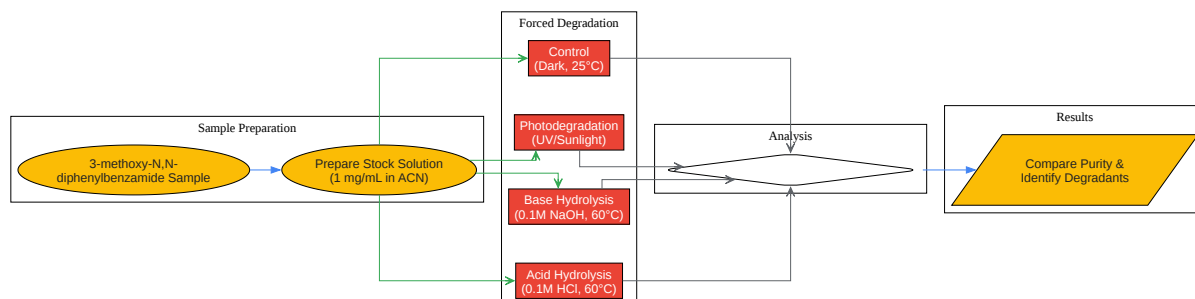 Sample Preparation
3-methoxy-N,N-
diphenylbenzamide Sample
Prepare Stock Solution
(1 mg/mL in ACN)
Forced Degradation
Control
(Dark, 25°C)
Photodegradation
(UV/Sunlight)
Base Hydrolysis
(0.1M NaOH, 60°C)
Acid Hydrolysis
(0.1M HCl, 60°C)
Analysis
Results
Compare Purity &
Identify Degradants